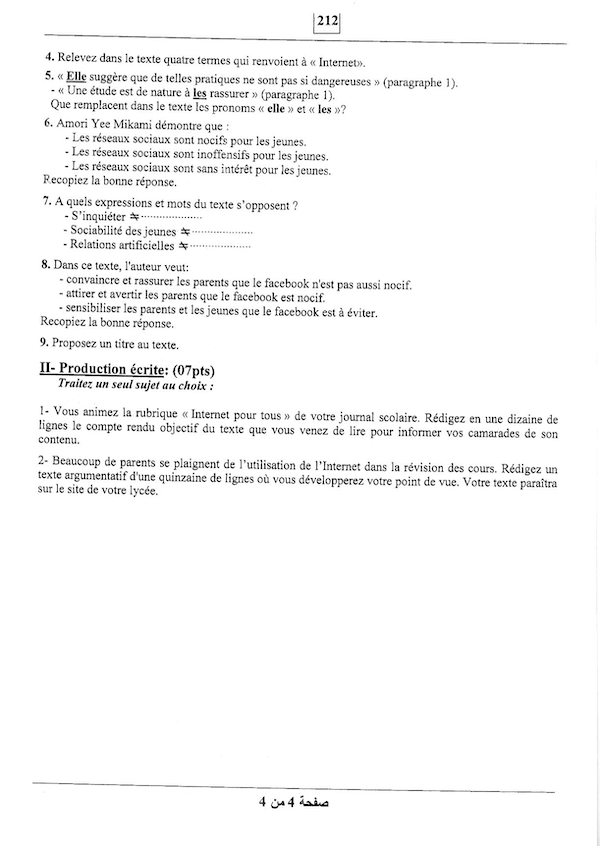 212
4. Relevez dans le texte quatre termes qui renvoient à « Internet».
5. « Elle suggère que de telles pratiques ne sont pas si dangereuses » (paragraphe 1).
- « Une étude est de nature à les rassurer » (paragraphe 1).
Que remplacent dans le texte les pronoms « elle » et « les »?
6. Amori Yee Mikami démontre que :
- Les réseaux sociaux sont nocifs pour les jeunes.
- Les réseaux sociaux sont inoffensifs pour les jeunes.
- Les réseaux sociaux sont sans intérêt pour les jeunes.
Recopiez la bonne réponse.
7. A quels expressions et mots du texte s'opposent ?
- S'inquiéter ≒ ....................
- Sociabilité des jeunes ≒ ....................
- Relations artificielles ≒ ....................
8. Dans ce texte, l'auteur veut:
- convaincre et rassurer les parents que le facebook n'est pas aussi nocif.
- attirer et avertir les parents que le facebook est nocif.
- sensibiliser les parents et les jeunes que le facebook est à éviter.
Recopiez la bonne réponse.
9. Proposez un titre au texte.
II- Production écrite: (07pts)
Traitez un seul sujet au choix :
1- Vous animez la rubrique « Internet pour tous » de votre journal scolaire. Rédigez en une dizaine de
lignes le compte rendu objectif du texte que vous venez de lire pour informer vos camarades de son
contenu.
2- Beaucoup de parents se plaignent de l'utilisation de l'Internet dans la révision des cours. Rédigez un
texte argumentatif d'une quinzaine de lignes où vous développerez votre point de vue. Votre texte paraîtra
sur le site de votre lycée.
صفحة 4 من 4